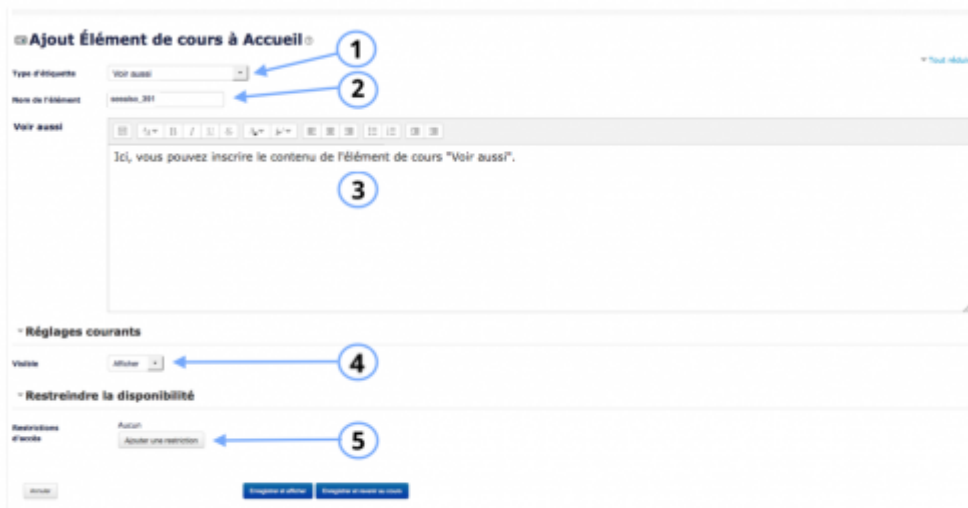 Ajout Élément de cours à Accueil
1
Tout réduire
Type d'étiquette Voir aussi
2
Nom de l'élément
Voir aussi
Ici, vous pouvez inscrire le contenu de l'élément de cours "Voir aussi".
3
Réglages courants
Visible Afficher
4
Restreindre la disponibilité
Restrictions Aucun
d'accès Ajouter une restriction
5
Annuler Enregistrer et afficher Enregistrer et revenir au cours